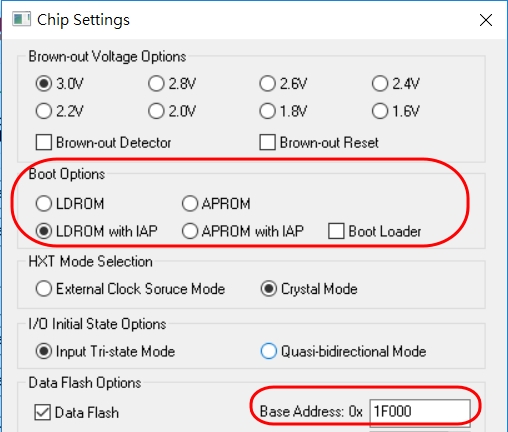 Chip Settings
Brown-out Voltage Options
3.0V 2.8V 2.6V 2.4V
2.2V 2.0V 1.8V 1.6V
Brown-out Detector Brown-out Reset
Boot Options
LDROM APROM
LDROM with IAP APROM with IAP Boot Loader
HXT Mode Selection
External Clock Soruce Mode Crystal Mode
I/O Initial State Options
Input Tri-state Mode Quasi-bidirectional Mode
Data Flash Options
Data Flash Base Address: 0x 1F000